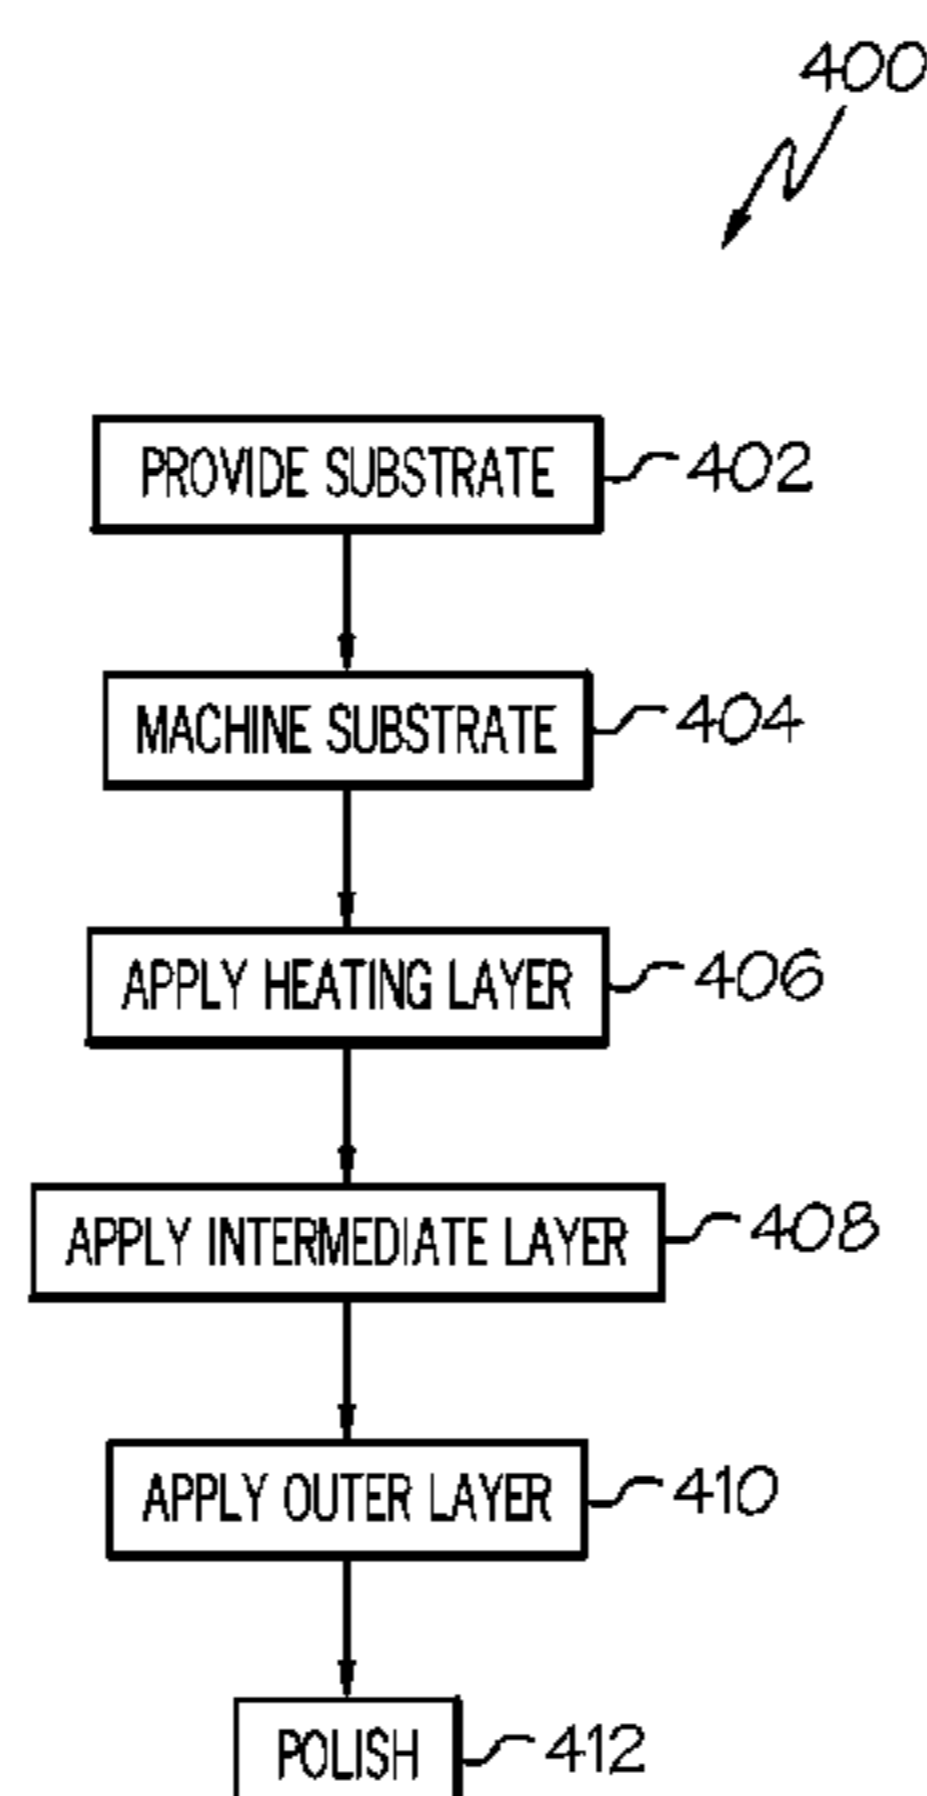 400
PROVIDE SUBSTRATE 402
MACHINE SUBSTRATE 404
APPLY HEATING LAYER 406
APPLY INTERMEDIATE LAYER 408
APPLY OUTER LAYER 410
POLISH 412